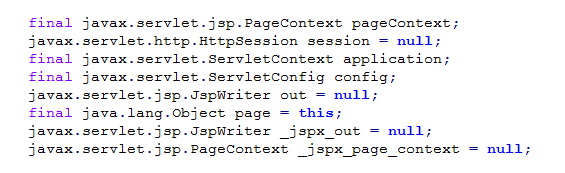 final javax.servlet.jsp.PageContext pageContext;
javax.servlet.http.HttpSession session = null;
final javax.servlet.ServletContext application;
final javax.servlet.ServletConfig config;
javax.servlet.jsp.JspWriter out = null;
final java.lang.Object page = this;
javax.servlet.jsp.JspWriter _jspx_out = null;
javax.servlet.jsp.PageContext _jspx_page_context = null;